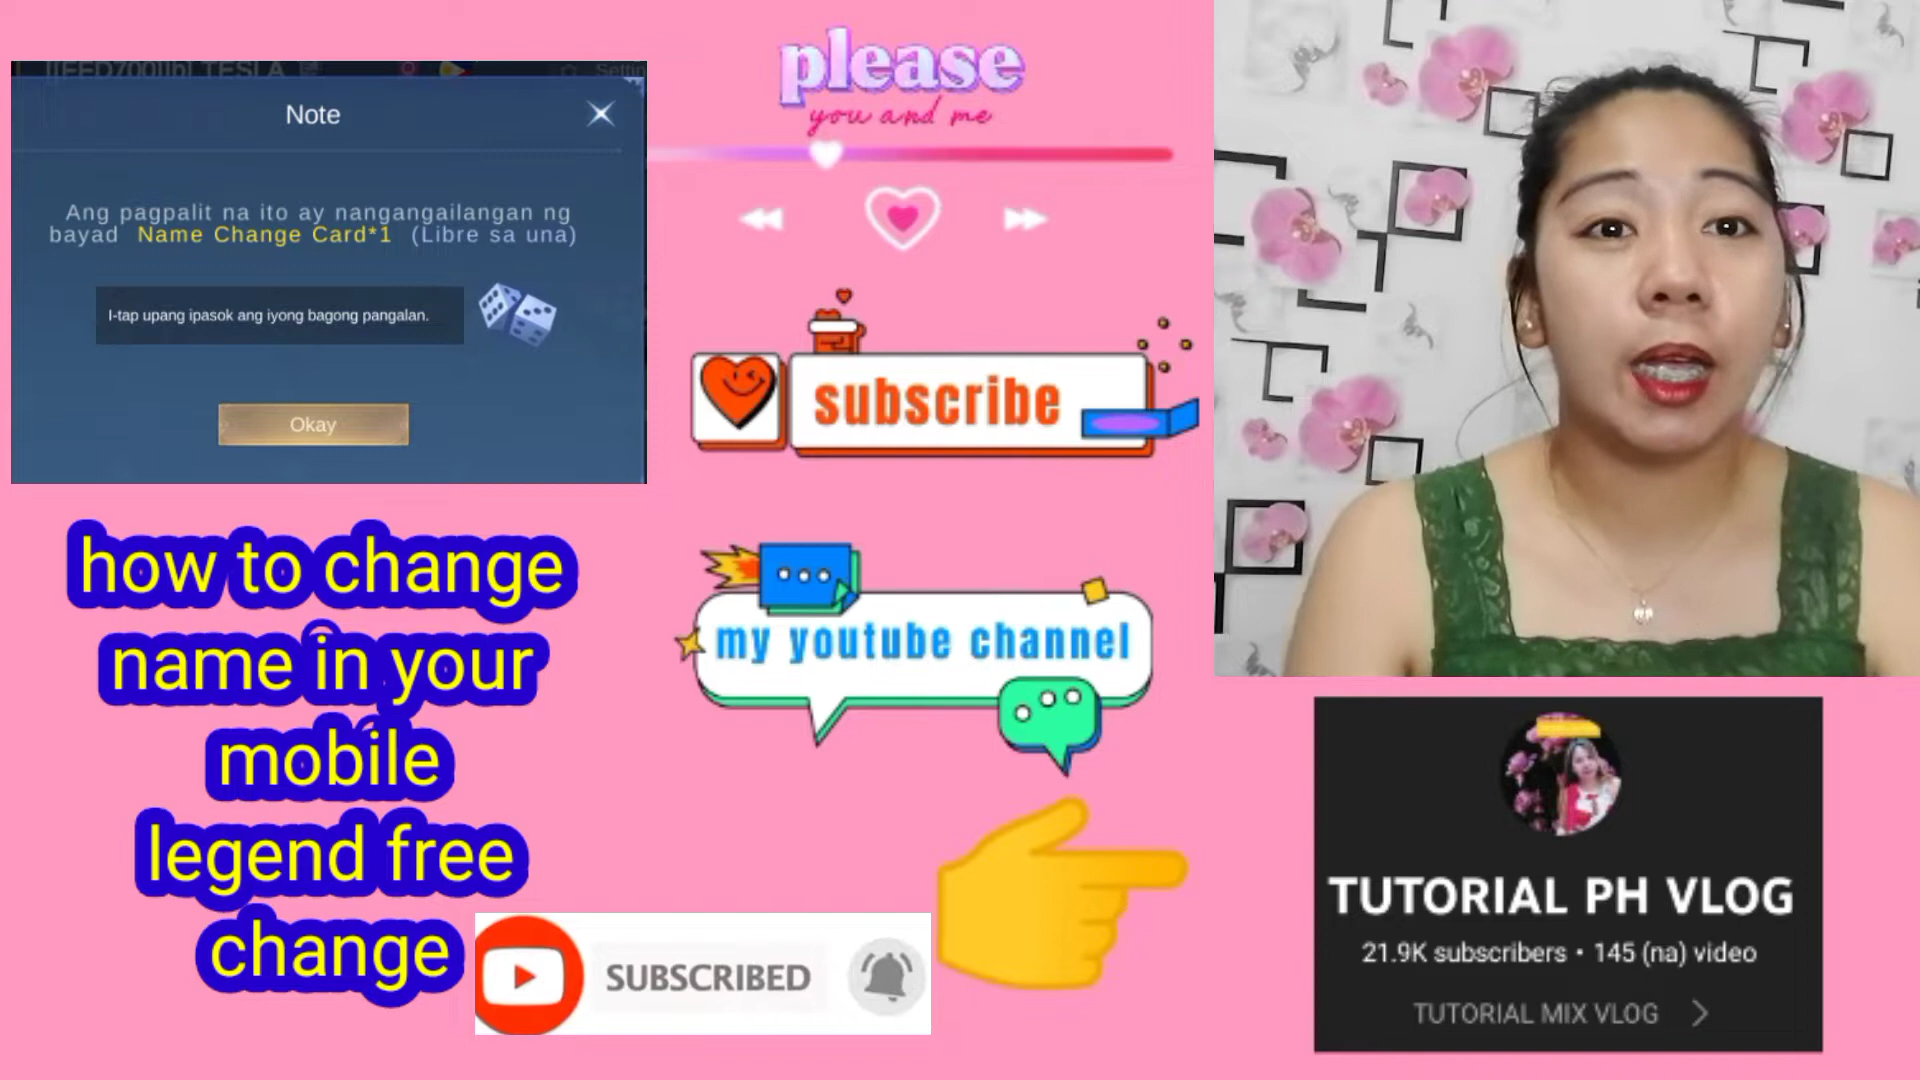 TESLA
Note
Ang pagpalit na ito ay nangangailangan ng
bayad Name Change Card*1 (Libre sa una)
I-tap upang ipasok ang iyong bagong pangalan.
Okay
how to change
name in your
mobile
legend free
change
please
you and me
subscribe
my youtube channel
SUBSCRIBED
TUTORIAL PH VLOG
21.9K subscribers • 145 (na) video
TUTORIAL MIX VLOG